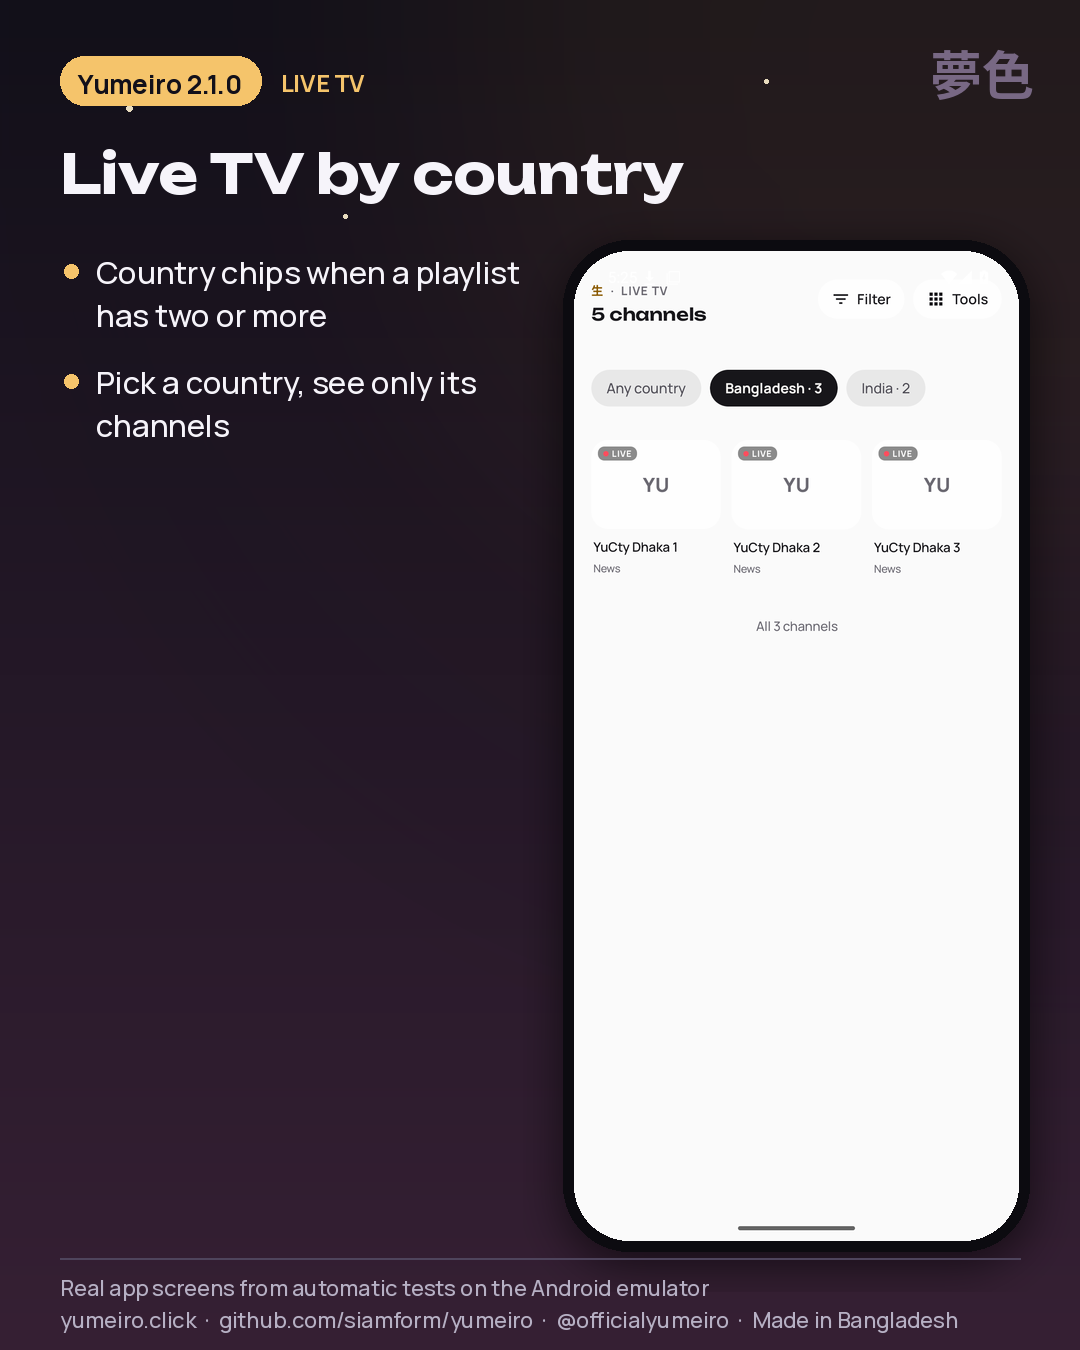 Yumeiro 2.1.0
LIVE TV
夢色
Live TV by country
Country chips when a playlist
has two or more
Pick a country, see only its
channels
生 · LIVE TV
5 channels
Filter
Tools
Any country
Bangladesh · 3
India · 2
LIVE
YU
LIVE
YU
LIVE
YU
YuCty Dhaka 1
News
YuCty Dhaka 2
News
YuCty Dhaka 3
News
All 3 channels
Real app screens from automatic tests on the Android emulator
yumeiro.click · github.com/siamform/yumeiro · @officialyumeiro · Made in Bangladesh